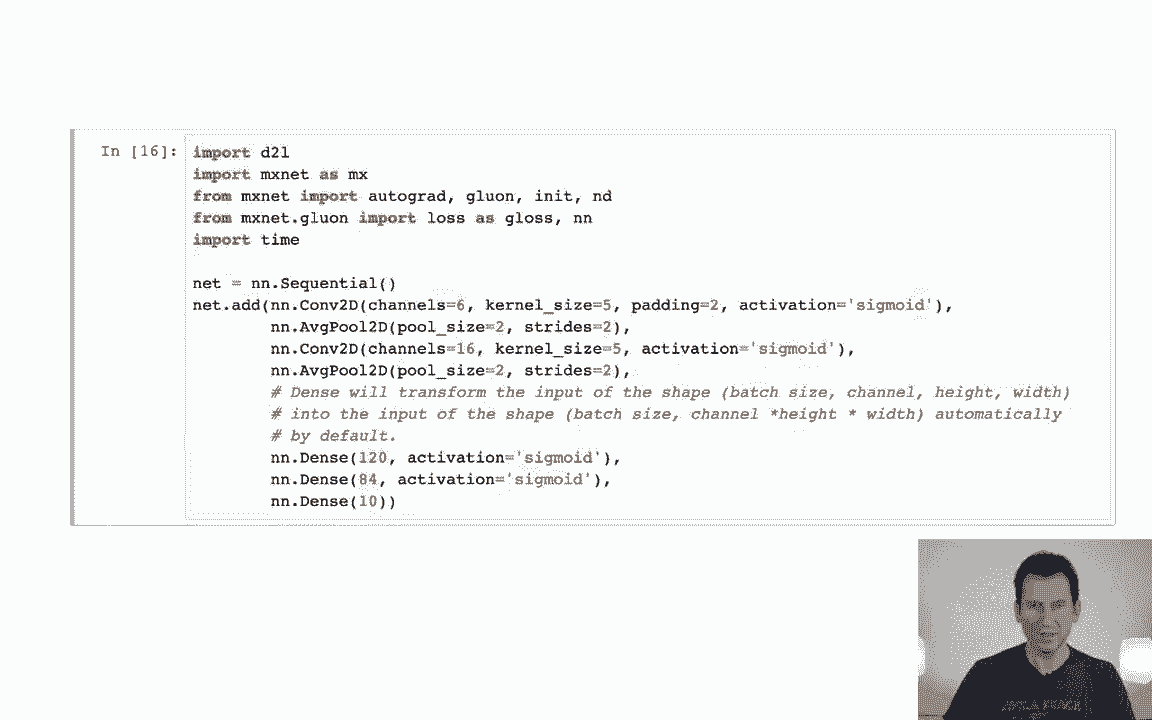 In [16]:
import d2l
import mxnet as mx
from mxnet import autograd, gluon, init, nd
from mxnet.gluon import loss as gloss, nn
import time
net = nn.Sequential()
net.add(nn.Conv2D(channels=6, kernel_size=5, padding=2, activation='sigmoid'),
nn.AvgPool2D(pool_size=2, strides=2),
nn.Conv2D(channels=16, kernel_size=5, activation='sigmoid'),
nn.AvgPool2D(pool_size=2, strides=2),
# Dense will transform the input of the shape (batch size, channel, height, width)
# into the input of the shape (batch size, channel *height * width) automatically
# by default.
nn.Dense(120, activation='sigmoid'),
nn.Dense(84, activation='sigmoid'),
nn.Dense(10))